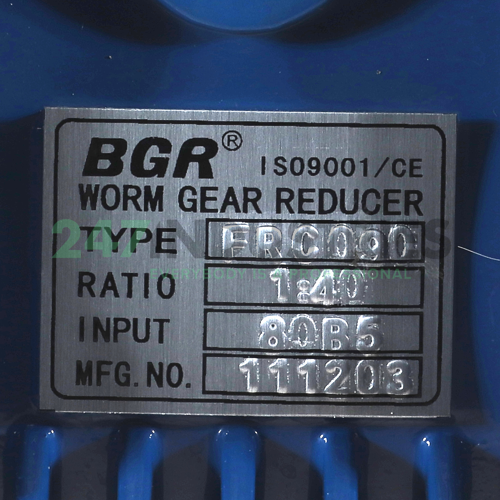 BGR® ISO9001/CE
WORM GEAR REDUCER
TYPE FRC090
RATIO 1:40
INPUT 80B5
MFG. NO. 111203